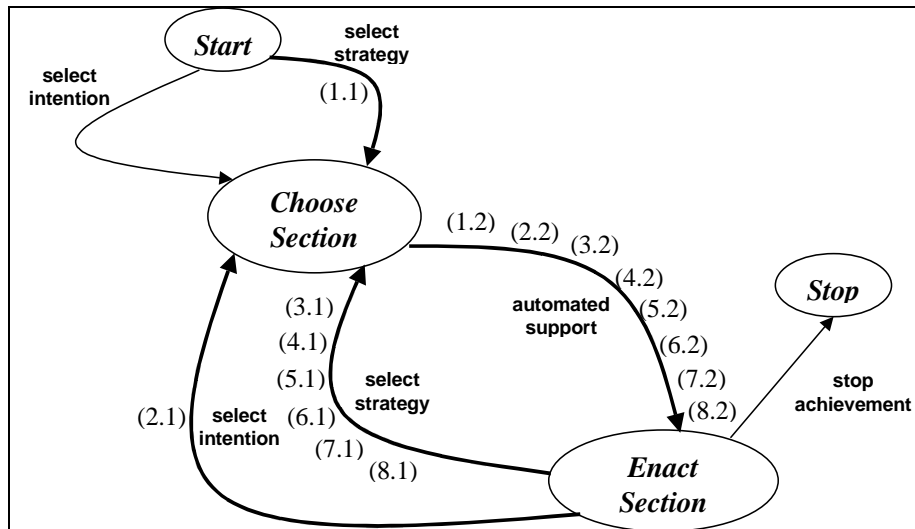 Start
select
strategy
(1.1)
select
intention
Choose
Section
(1.2)
(2.2)
(3.2)
(4.2)
(5.2)
(6.2)
(7.2)
(8.2)
automated
support
Stop
stop
achievement
(3.1)
(4.1)
(5.1)
(6.1)
(7.1)
(8.1)
select
strategy
(2.1)
select
intention
Enact
Section